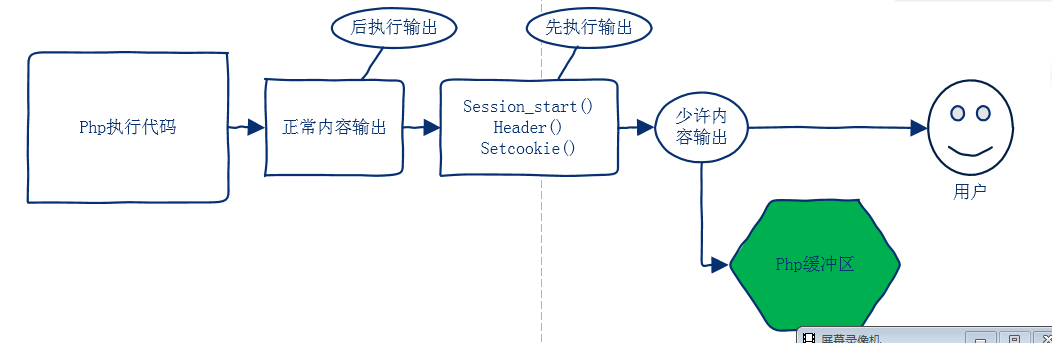 后执行输出
先执行输出
Php执行代码
正常内容输出
Session_start()
Header()
Setcookie()
少许内
容输出
用户
Php缓冲区
屏幕录像机